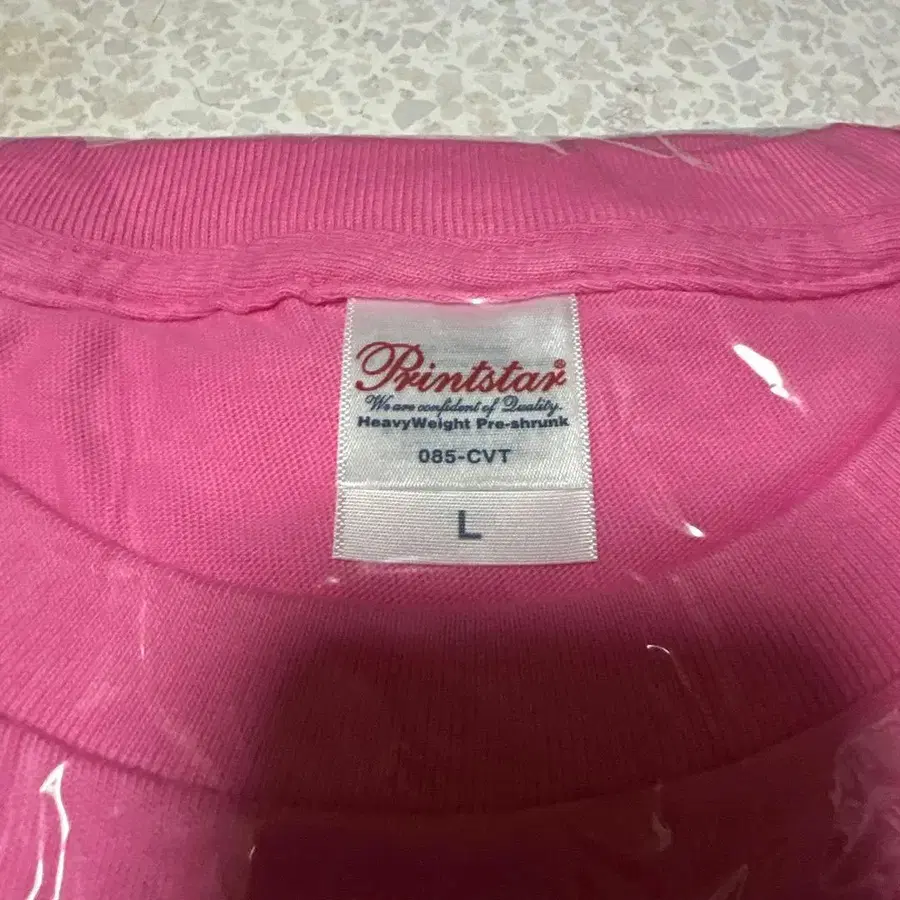 Printstar®
We are confident of Quality.
HeavyWeight Pre-shrunk
085-CVT
L